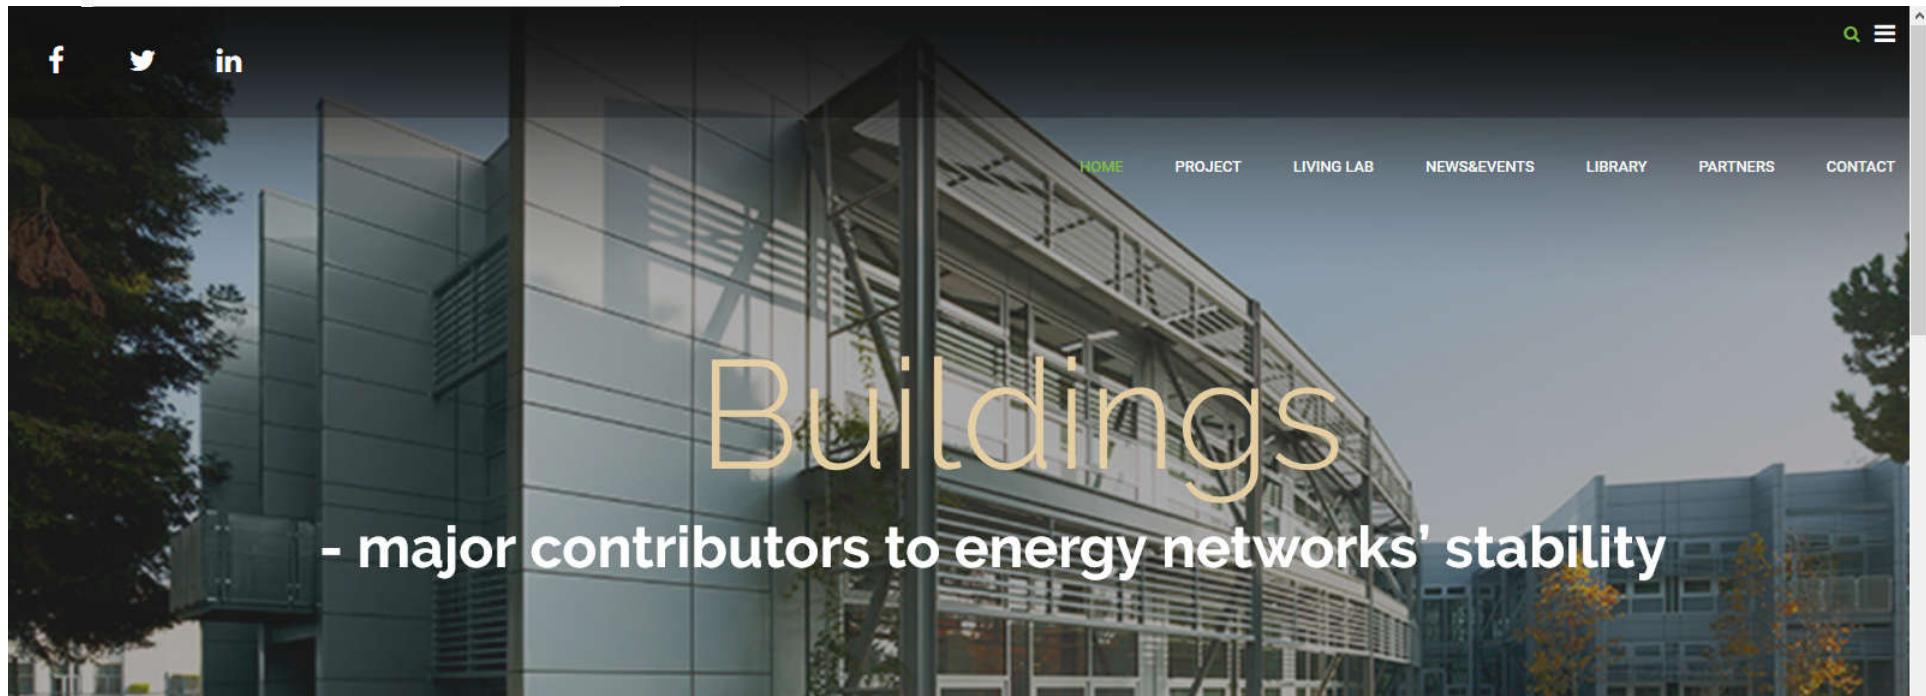 HOME PROJECT LIVING LAB NEWS&EVENTS LIBRARY PARTNERS CONTACT
Buildings
- major contributors to energy networks’ stability